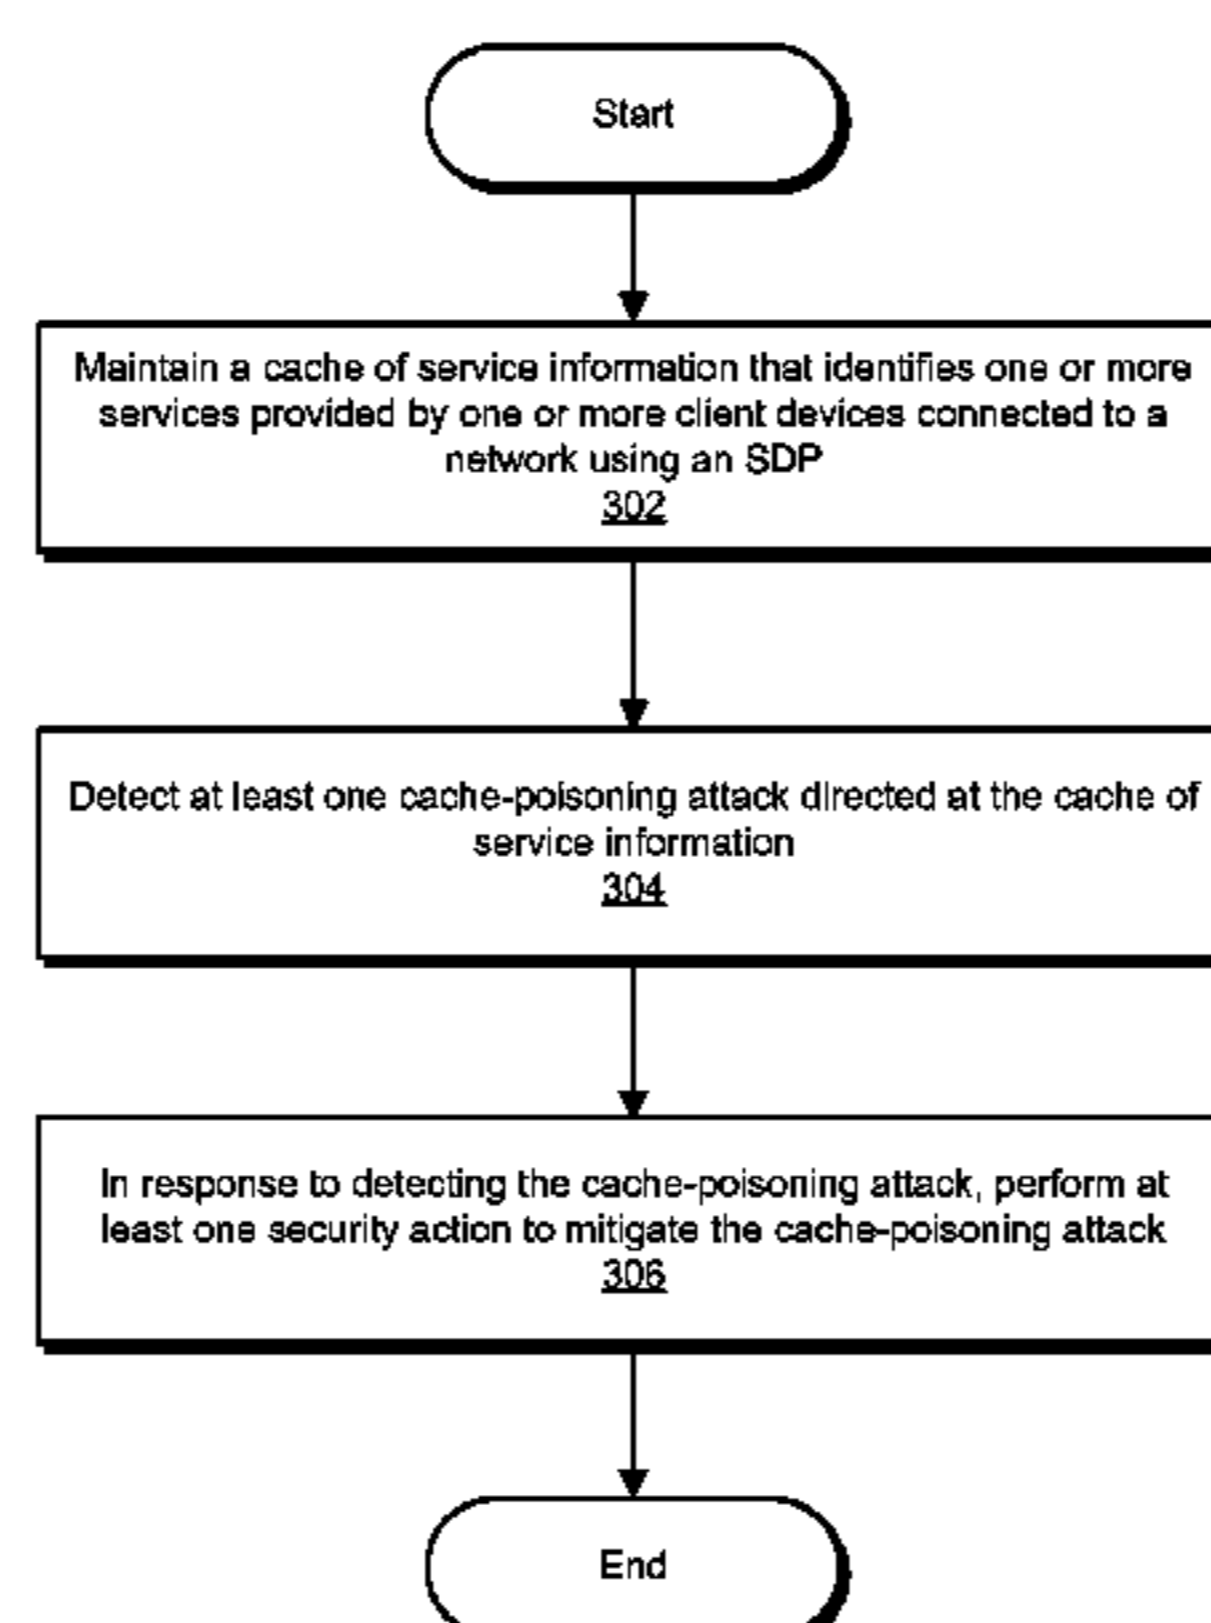 Start
Maintain a cache of service information that identifies one or more
services provided by one or more client devices connected to a
network using an SDP
302
Detect at least one cache-poisoning attack directed at the cache of
service information
304
In response to detecting the cache-poisoning attack, perform at
least one security action to mitigate the cache-poisoning attack
306
End